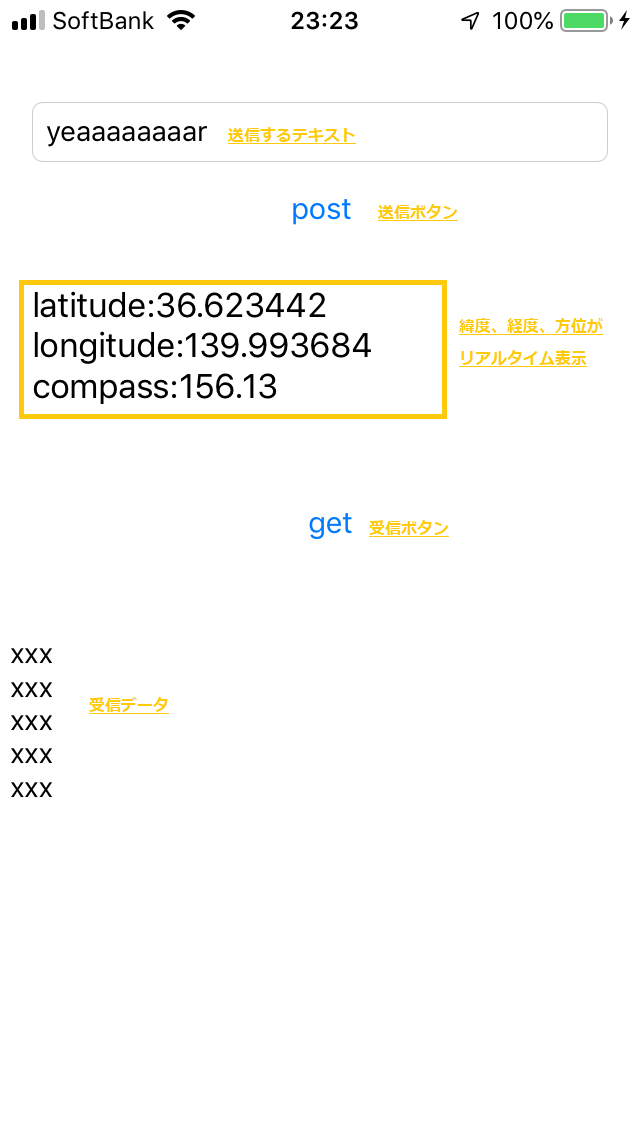 SoftBank 23:23 100%
yeaaaaaaaar 送信するテキスト
post 送信ボタン
latitude:36.623442
longitude:139.993684
compass:156.13
緯度、経度、方位が
リアルタイム表示
get 受信ボタン
xxx
xxx
xxx
xxx
xxx
受信データ